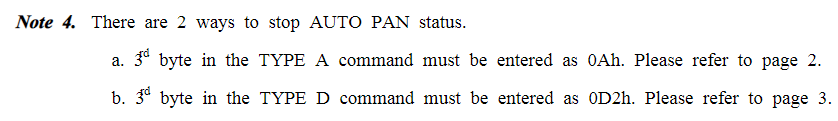 Note 4. There are 2 ways to stop AUTO PAN status.
a. 3rd byte in the TYPE A command must be entered as 0Ah. Please refer to page 2.
b. 3rd byte in the TYPE D command must be entered as 0D2h. Please refer to page 3.